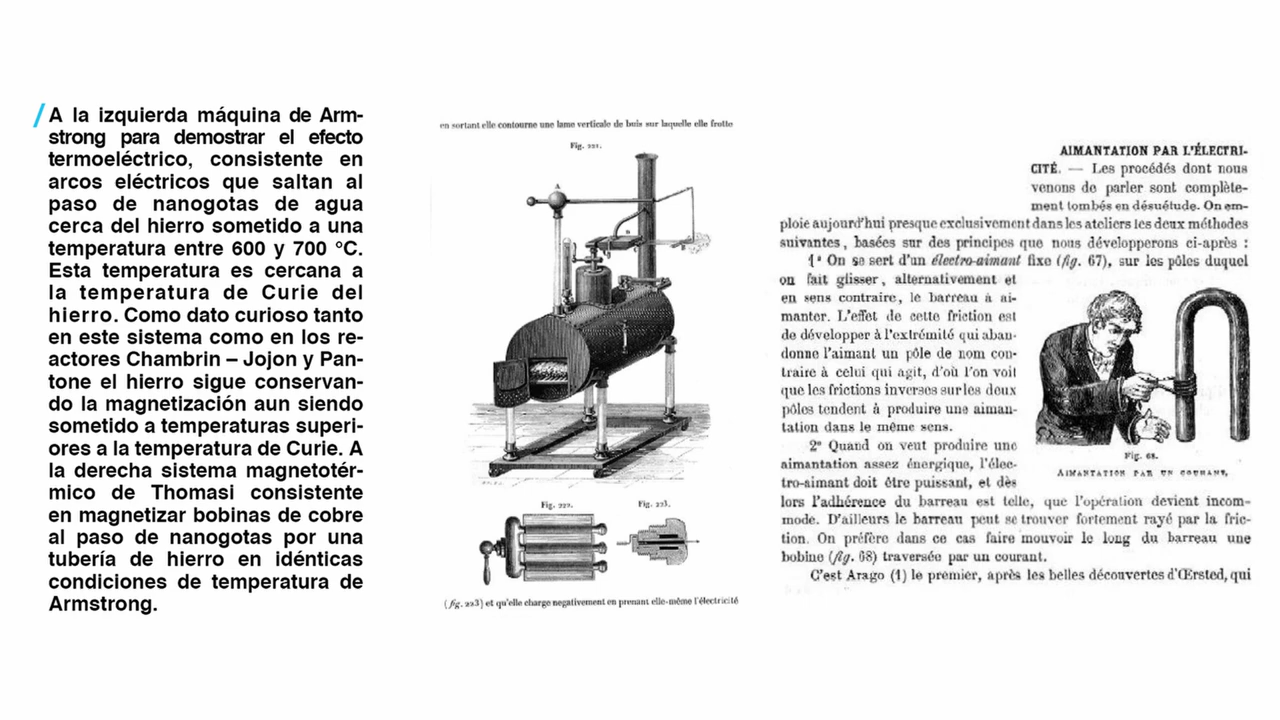 A la izquierda máquina de Arm-
strong para demostrar el efecto
termoeléctrico, consistente en
arcos eléctricos que saltan al
paso de nanogotas de agua
cerca del hierro sometido a una
temperatura entre 600 y 700 °C.
Esta temperatura es cercana a
la temperatura de Curie del
hierro. Como dato curioso tanto
en este sistema como en los re-
actores Chambrin – Jojon y Pan-
tone el hierro sigue conservan-
do la magnetización aun siendo
sometido a temperaturas superi-
ores a la temperatura de Curie. A
la derecha sistema magnetotér-
mico de Thomasi consistente
en magnetizar bobinas de cobre
al paso de nanogotas por una
tubería de hierro en idénticas
condiciones de temperatura de
Armstrong.
en sortant elle contourne une lame verticale de buis sur laquelle elle frotte
Fig. 221.
A
Fig. 222.
Fig. 223.
(fig. 223) et qu'elle charge negativement en prenant elle-même l'électricité
AIMANTATION PAR L'ÉLECTRI-
CITÉ. — Les procédés dont nous
venons de parler sont complète-
ment tombés en désuétude. On em-
ploie aujourd'hui presque exclusivement dans les ateliers les deux méthodes
suivantes, basées sur des principes que nous développerons ci-après :
1° On se sert d'un électro-aimant fixe (fig. 67), sur les pôles duquel
on fait glisser, alternativement et
en sens contraire, le barreau à ai-
manter. L'effet de cette friction est
de développer à l'extrémité qui aban-
donne l'aimant un pôle de nom con-
traire à celui qui agit, d'où l'on voit
que les frictions inverses sur les deux
pôles tendent à produire une aiman-
tation dans le même sens.
2° Quand on veut produire une
aimantation assez énergique, l'élec-
tro-aimant doit être puissant, et dès
Fig. 68.
AIMANTATION PAR UN COURANT.
lors l'adhérence du barreau est telle, que l'opération devient incom-
mode. D'ailleurs le barreau peut se trouver fortement rayé par la fric-
tion. On préfère dans ce cas faire mouvoir le long du barreau une
bobine (fig. 68) traversée par un courant.
C'est Arago (1) le premier, après les belles découvertes d'Œrsted, qui